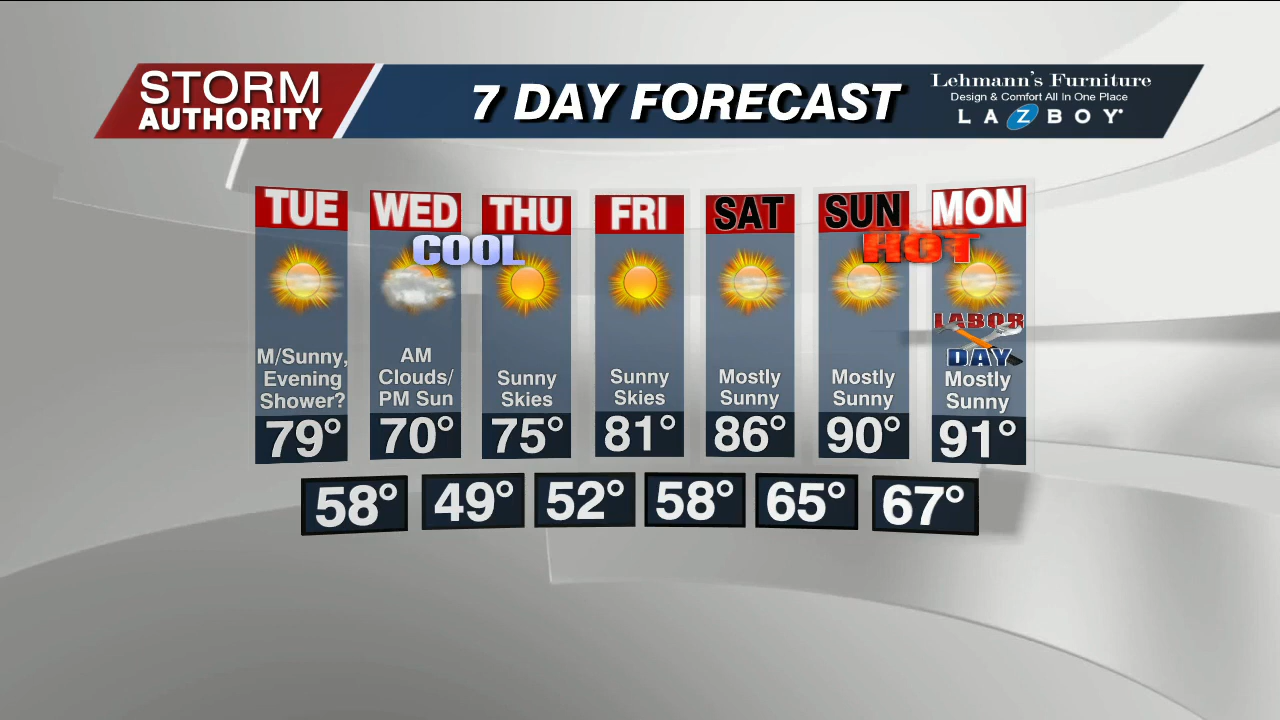 STORM
AUTHORITY
7 DAY FORECAST
Lehmann's Furniture
Design & Comfort All In One Place
LAZBOY®
TUE
WED
THU
FRI
SAT
SUN
MON
COOL
HOT
LABOR
DAY
M/Sunny,
Evening
Shower?
AM
Clouds/
PM Sun
Sunny
Skies
Sunny
Skies
Mostly
Sunny
Mostly
Sunny
Mostly
Sunny
79°
70°
75°
81°
86°
90°
91°
58°
49°
52°
58°
65°
67°